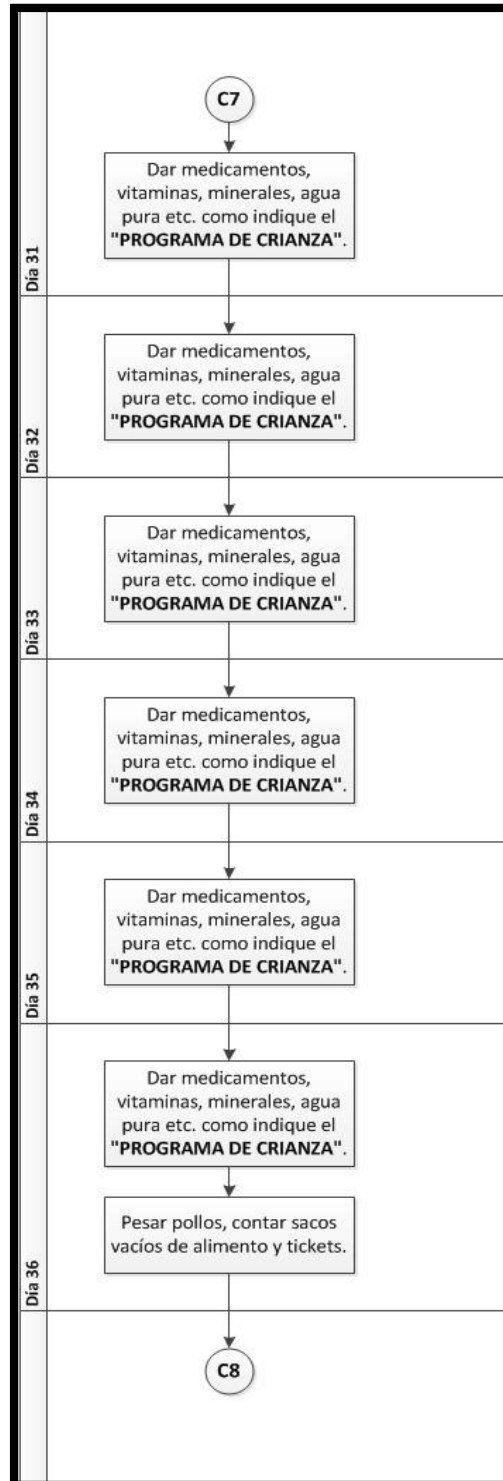 C7
Dar medicamentos,
vitaminas, minerales, agua
pura etc. como indique el
"PROGRAMA DE CRIANZA".
Día 31
Dar medicamentos,
vitaminas, minerales, agua
pura etc. como indique el
"PROGRAMA DE CRIANZA".
Día 32
Dar medicamentos,
vitaminas, minerales, agua
pura etc. como indique el
"PROGRAMA DE CRIANZA".
Día 33
Dar medicamentos,
vitaminas, minerales, agua
pura etc. como indique el
"PROGRAMA DE CRIANZA".
Día 34
Dar medicamentos,
vitaminas, minerales, agua
pura etc. como indique el
"PROGRAMA DE CRIANZA".
Día 35
Dar medicamentos,
vitaminas, minerales, agua
pura etc. como indique el
"PROGRAMA DE CRIANZA".
Pesar pollos, contar sacos
vacíos de alimento y tickets.
Día 36
C8